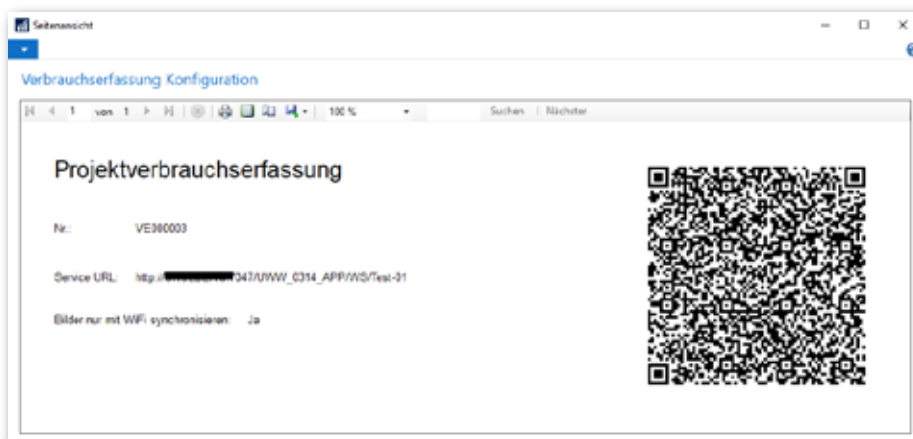 Seitenansicht
Verbrauchserfassung Konfiguration
1 von 1 100 % Suchen | Nächster
Projektverbrauchserfassung
Nr.: VE000003
Service URL: http:// 047/UWW_0314_APP/WS/Test-01
Bilder nur mit WiFi synchronisieren: Ja